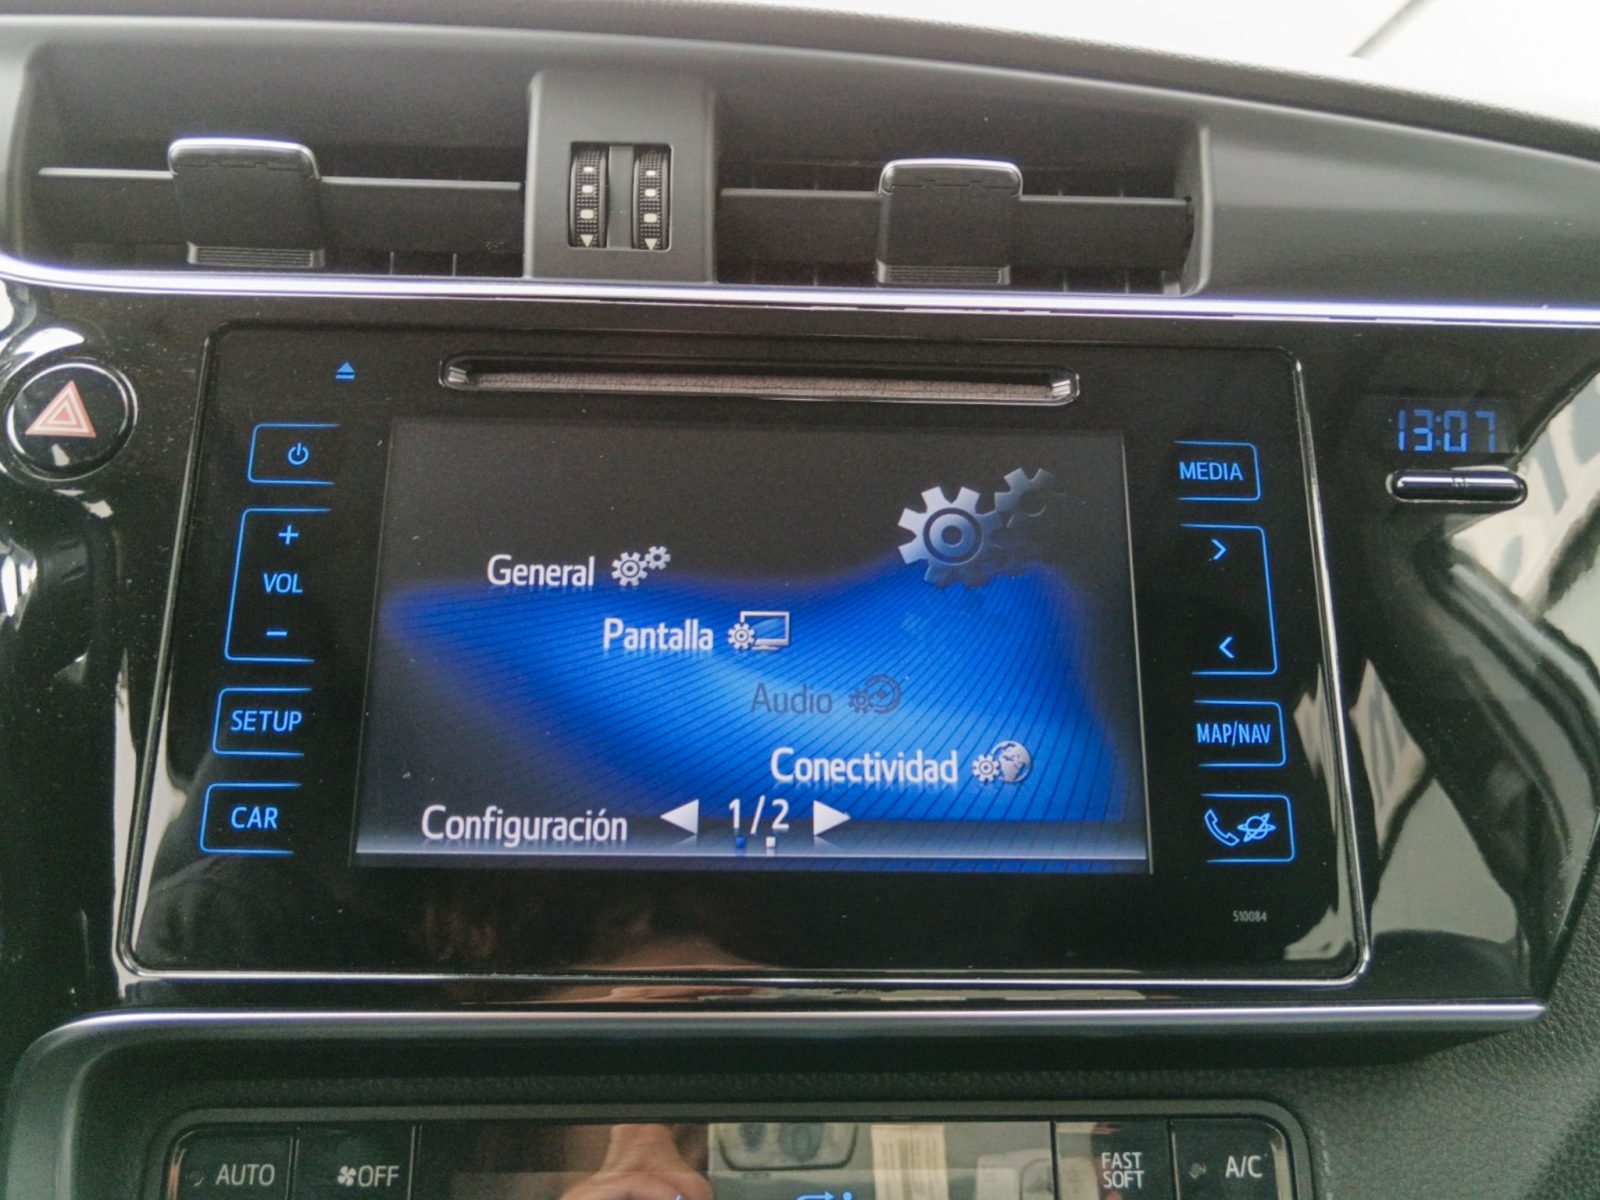 13:07
MEDIA
+
VOL
−
General
Pantalla
SETUP
Audio
MAP/NAV
Conectividad
CAR
Configuración
1/2
510084
AUTO
OFF
FAST
SOFT
A/C